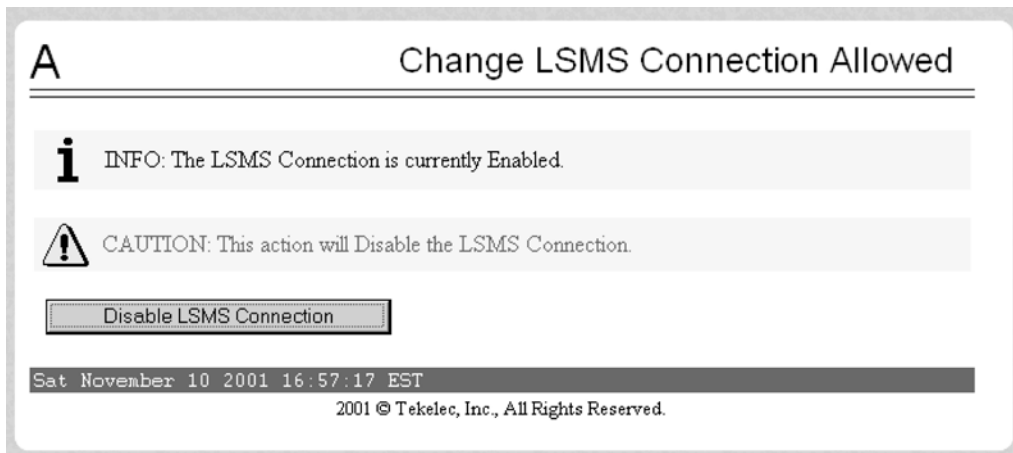 A
Change LSMS Connection Allowed
INFO: The LSMS Connection is currently Enabled.
CAUTION: This action will Disable the LSMS Connection.
Disable LSMS Connection
Sat November 10 2001 16:57:17 EST
2001 © Tekelec, Inc., All Rights Reserved.